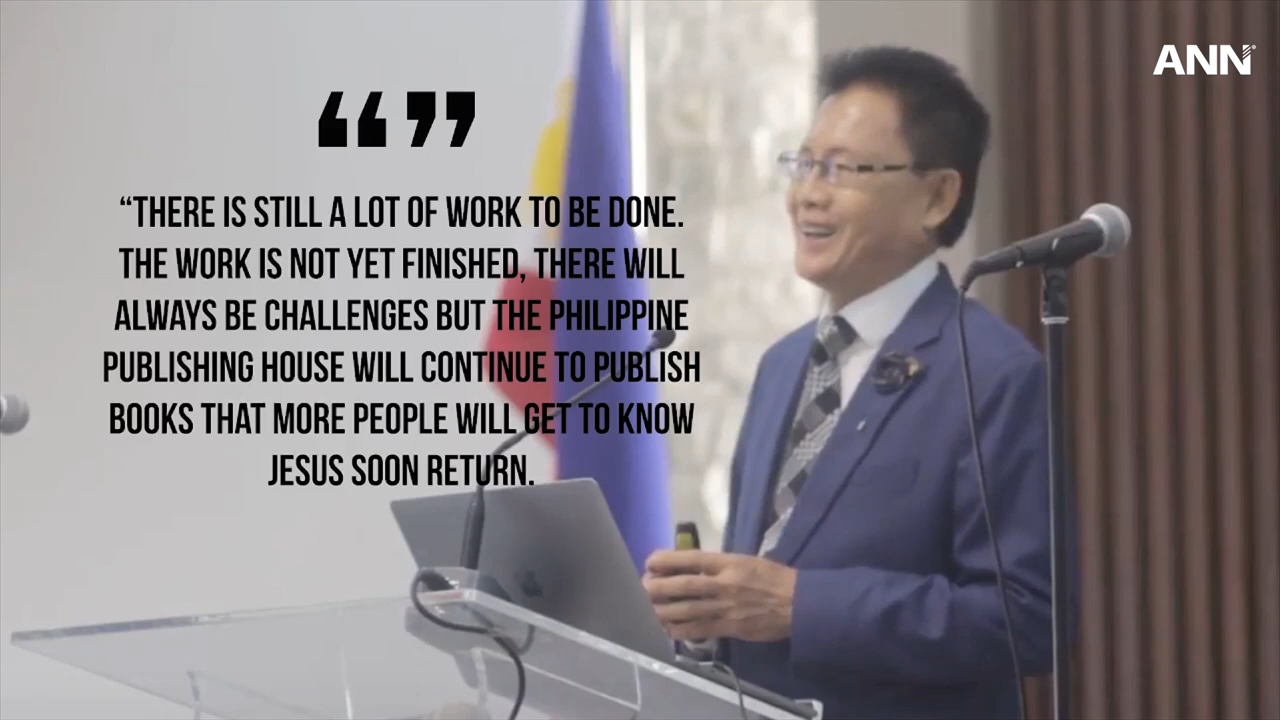 ANN
“THERE IS STILL A LOT OF WORK TO BE DONE.
THE WORK IS NOT YET FINISHED, THERE WILL
ALWAYS BE CHALLENGES BUT THE PHILIPPINE
PUBLISHING HOUSE WILL CONTINUE TO PUBLISH
BOOKS THAT MORE PEOPLE WILL GET TO KNOW
JESUS SOON RETURN.